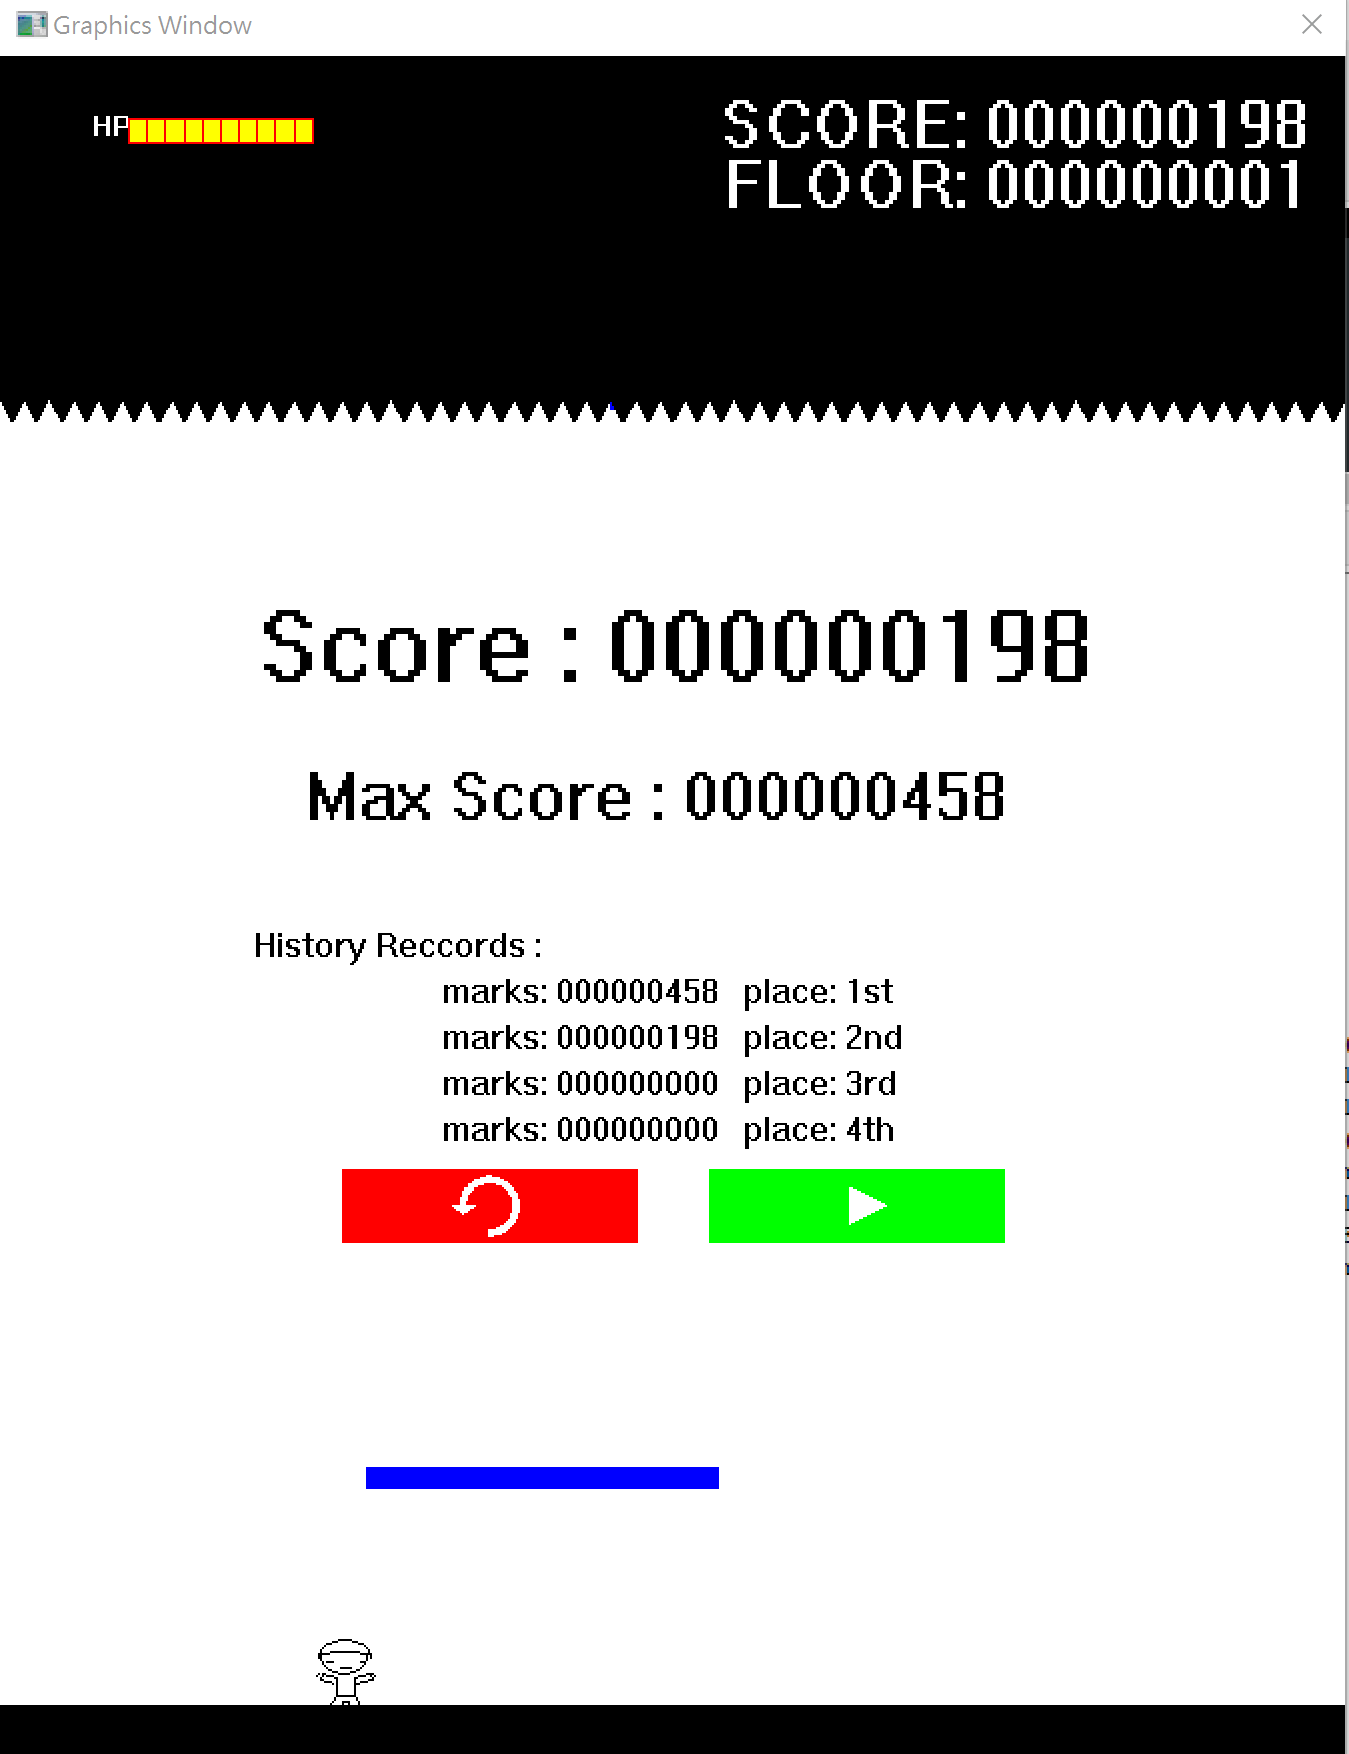 Graphics Window
HP
SCORE: 000000198
FLOOR: 000000001
Score : 000000198
Max Score : 000000458
History Reccords :
marks: 000000458 place: 1st
marks: 000000198 place: 2nd
marks: 000000000 place: 3rd
marks: 000000000 place: 4th